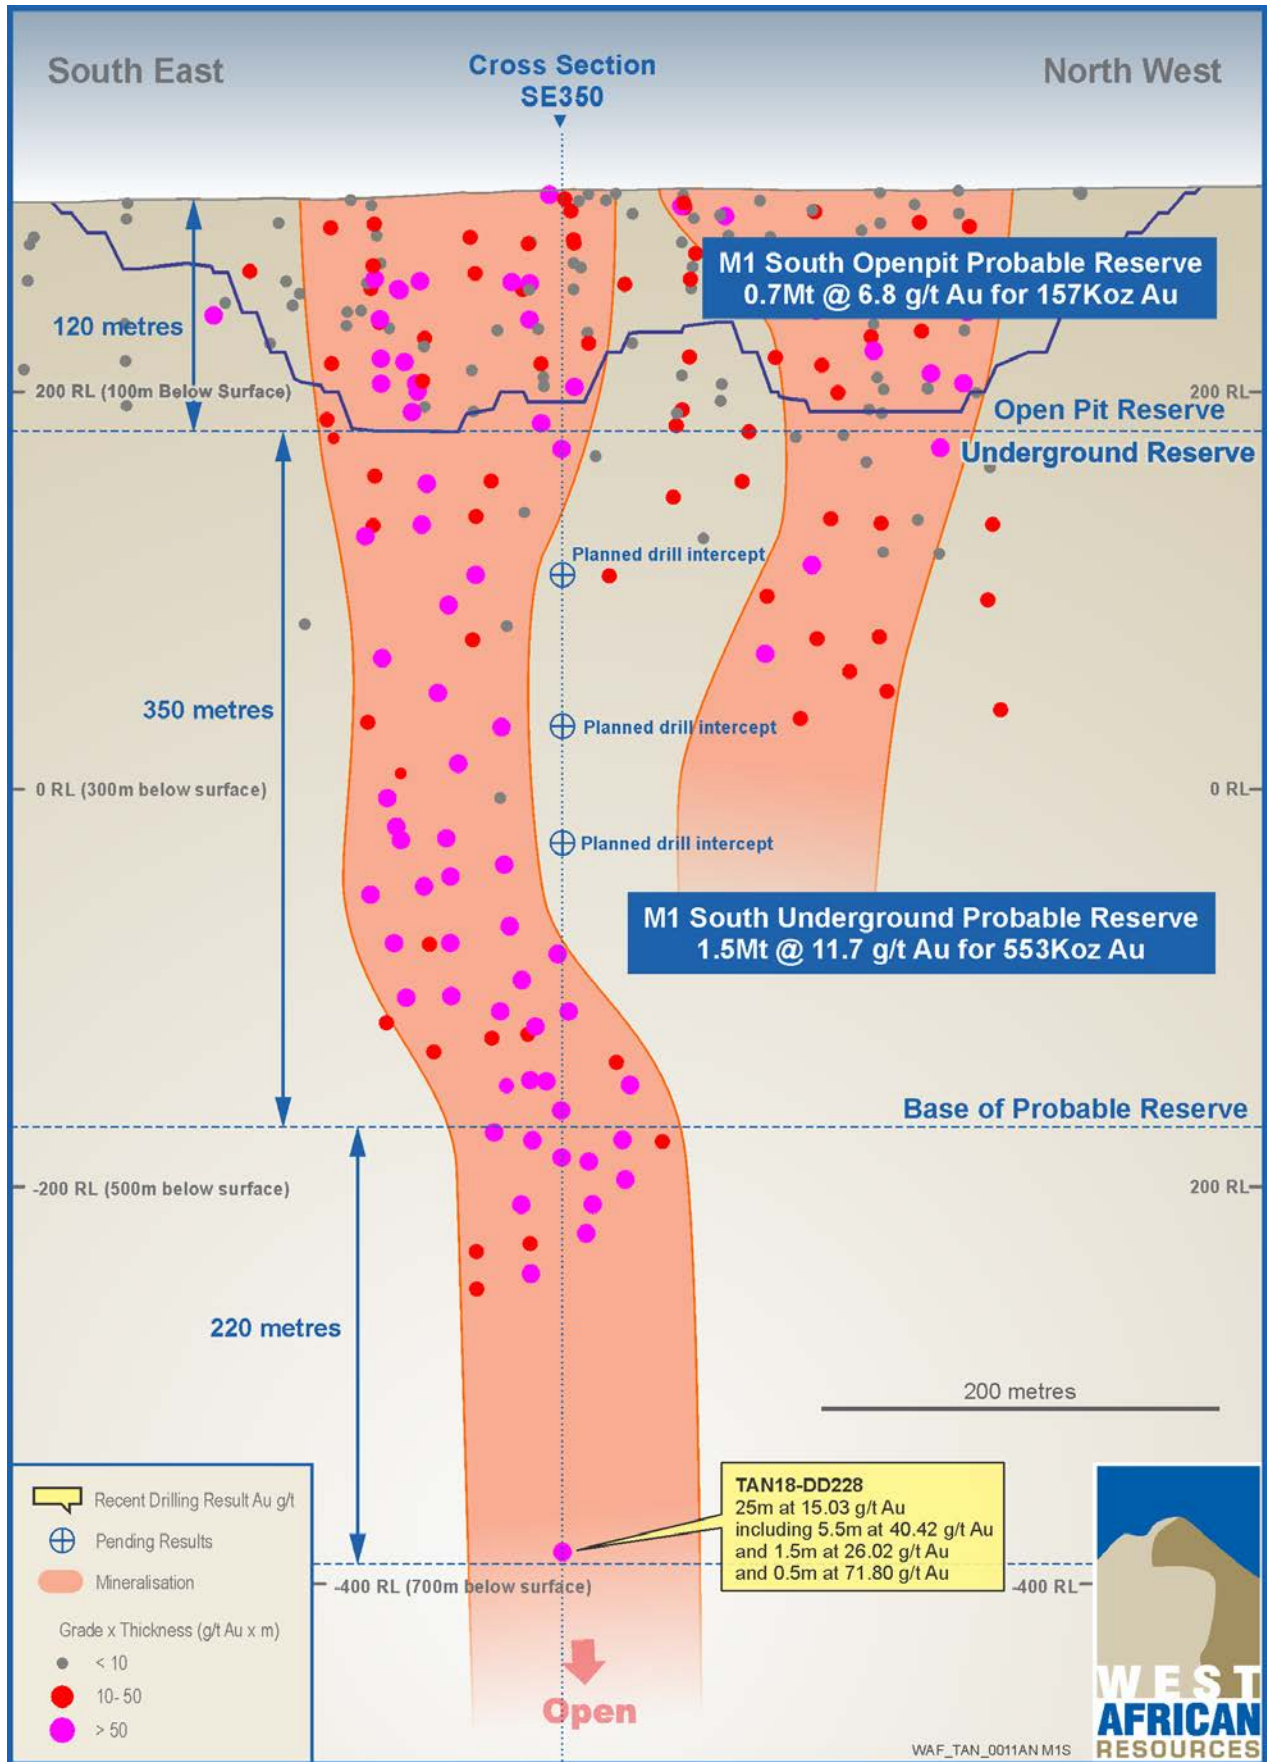 South East
Cross Section
SE350
North West
M1 South Openpit Probable Reserve
0.7Mt @ 6.8 g/t Au for 157Koz Au
120 metres
200 RL (100m Below Surface)
200 RL
Open Pit Reserve
Underground Reserve
Planned drill intercept
350 metres
Planned drill intercept
0 RL (300m below surface)
0 RL
Planned drill intercept
M1 South Underground Probable Reserve
1.5Mt @ 11.7 g/t Au for 553Koz Au
Base of Probable Reserve
-200 RL (500m below surface)
200 RL
220 metres
200 metres
TAN18-DD228
25m at 15.03 g/t Au
including 5.5m at 40.42 g/t Au
and 1.5m at 26.02 g/t Au
and 0.5m at 71.80 g/t Au
-400 RL (700m below surface)
-400 RL
Recent Drilling Result Au g/t
Pending Results
Mineralisation
Grade x Thickness (g/t Au x m)
< 10
10- 50
> 50
Open
WAF_TAN_0011AN M1S
WEST
AFRICAN
RESOURCES